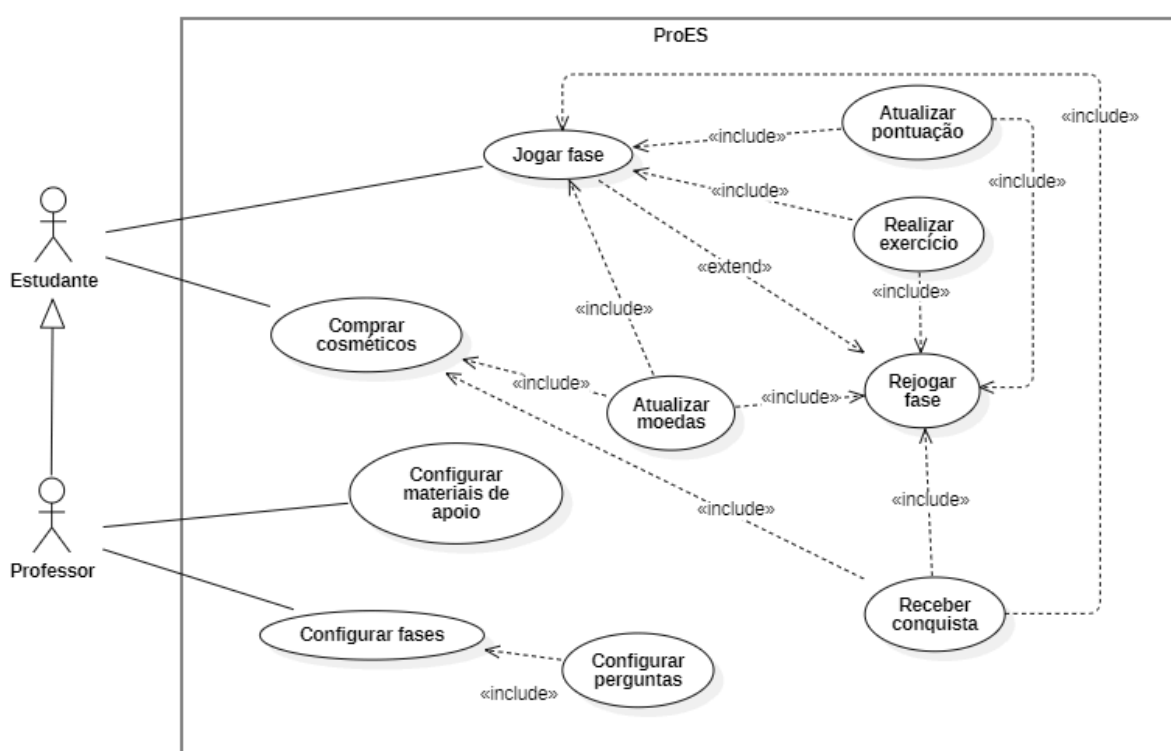 ProES
«include»
Atualizar
pontuação
«include»
Jogar fase
«include»
«include»
Realizar
exercício
Estudante
«extend»
«include»
«include»
Comprar
cosméticos
«include»
Rejogar
fase
Atualizar
moedas
«include»
Configurar
materiais de
apoio
«include»
«include»
Professor
Receber
conquista
Configurar fases
Configurar
perguntas
«include»